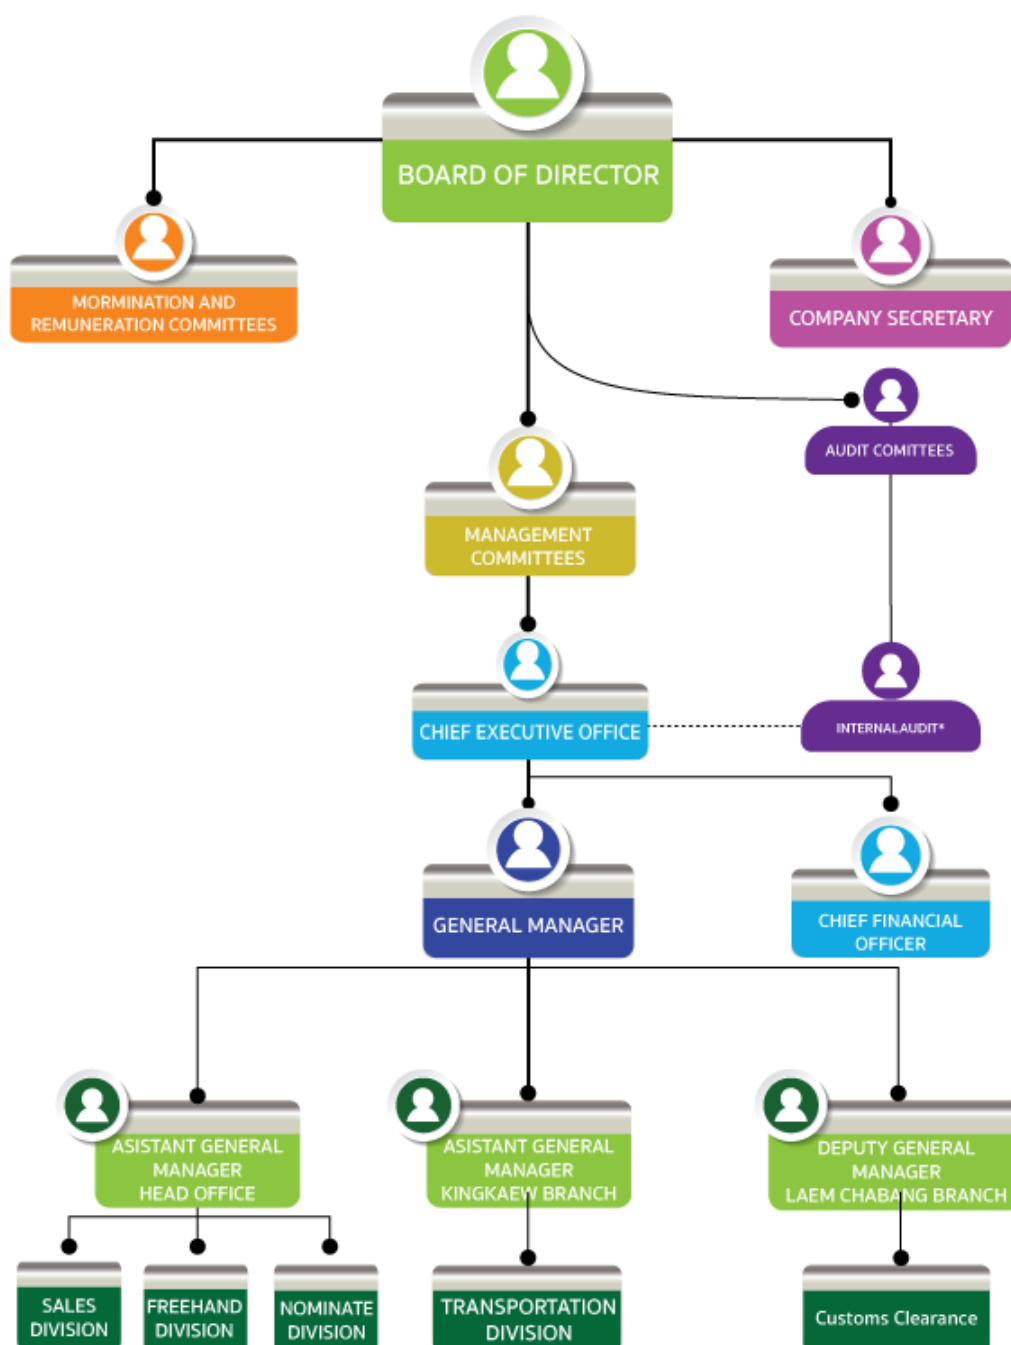 BOARD OF DIRECTOR
MORMINATION AND
REMUNERATION COMMITTEES
COMPANY SECRETARY
AUDIT COMITTEES
MANAGEMENT
COMMITTEES
CHIEF EXECUTIVE OFFICE
INTERNALAUDIT*
GENERAL MANAGER
CHIEF FINANCIAL
OFFICER
ASISTANT GENERAL
MANAGER
HEAD OFFICE
ASISTANT GENERAL
MANAGER
KINGKAEW BRANCH
DEPUTY GENERAL
MANAGER
LAEM CHABANG BRANCH
SALES
DIVISION
FREEHAND
DIVISION
NOMINATE
DIVISION
TRANSPORTATION
DIVISION
Customs Clearance